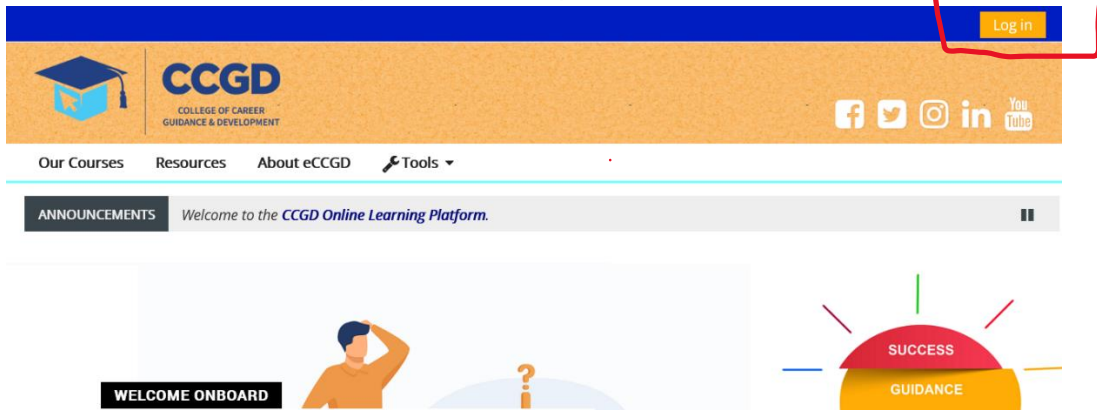 Log in
CCGD
COLLEGE OF CAREER
GUIDANCE & DEVELOPMENT
You
Tube
Our Courses Resources About eCCGD Tools
ANNOUNCEMENTS Welcome to the CCGD Online Learning Platform.
SUCCESS
WELCOME ONBOARD
GUIDANCE